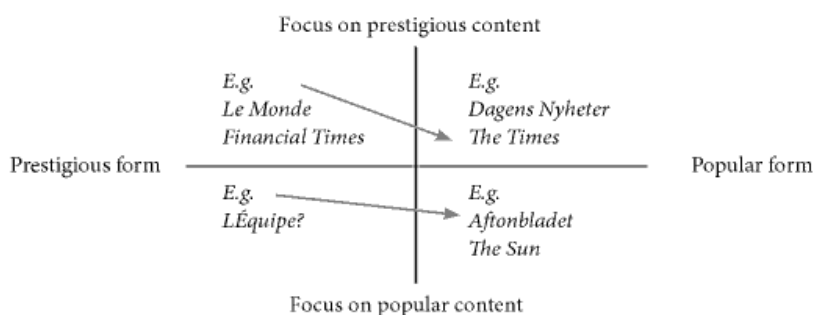 Focus on prestigious content
E.g.
Le Monde
Financial Times
E.g.
Dagens Nyheter
The Times
Prestigious form
Popular form
E.g.
LÉquipe?
E.g.
Aftonbladet
The Sun
Focus on popular content